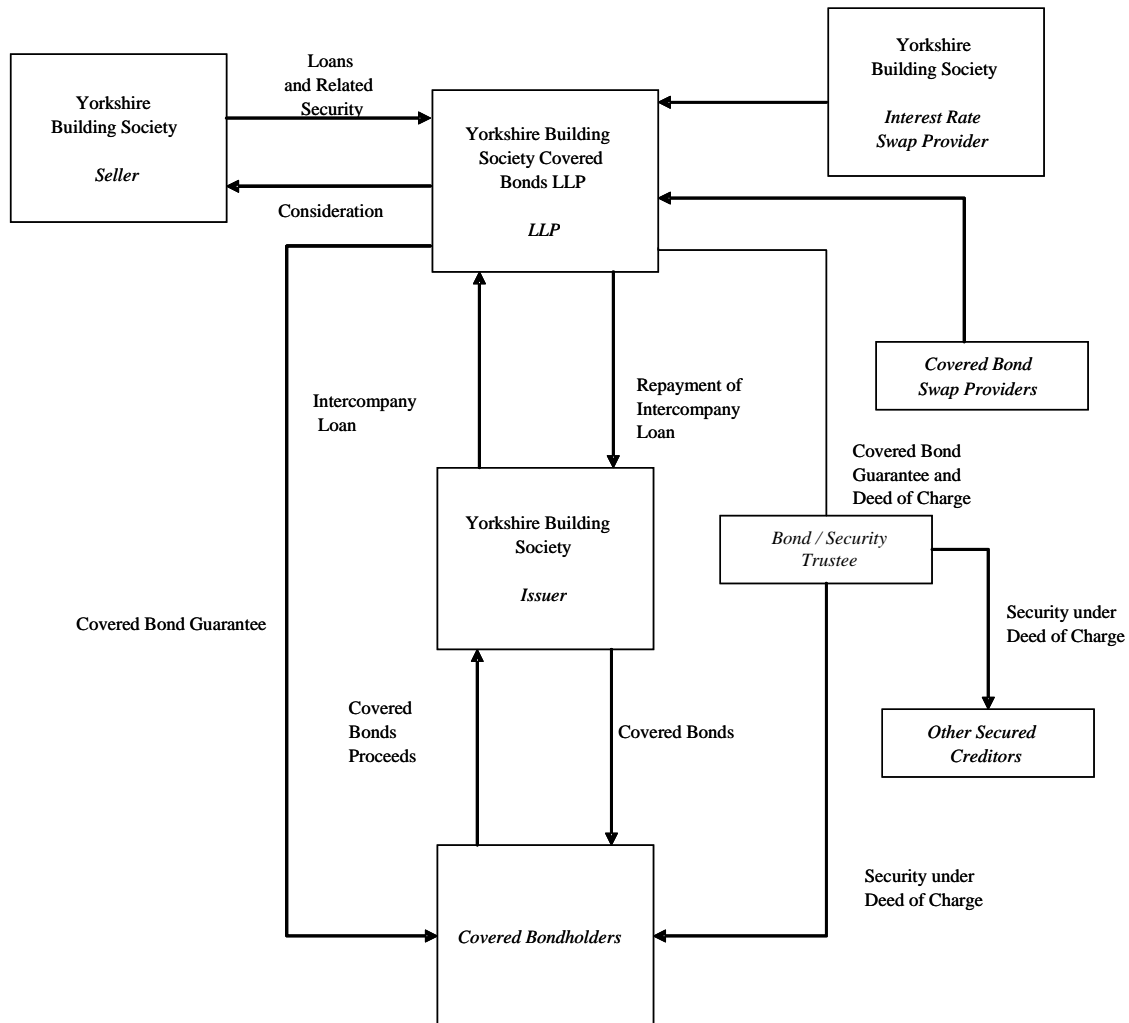 Yorkshire
Building Society
Seller
Loans
and Related
Security
Consideration
Yorkshire Building
Society Covered
Bonds LLP
LLP
Yorkshire
Building Society
Interest Rate
Swap Provider
Covered Bond
Swap Providers
Intercompany
Loan
Repayment of
Intercompany
Loan
Covered Bond
Guarantee and
Deed of Charge
Yorkshire Building
Society
Issuer
Bond / Security
Trustee
Covered Bond Guarantee
Security under
Deed of Charge
Covered
Bonds
Proceeds
Covered Bonds
Other Secured
Creditors
Security under
Deed of Charge
Covered Bondholders